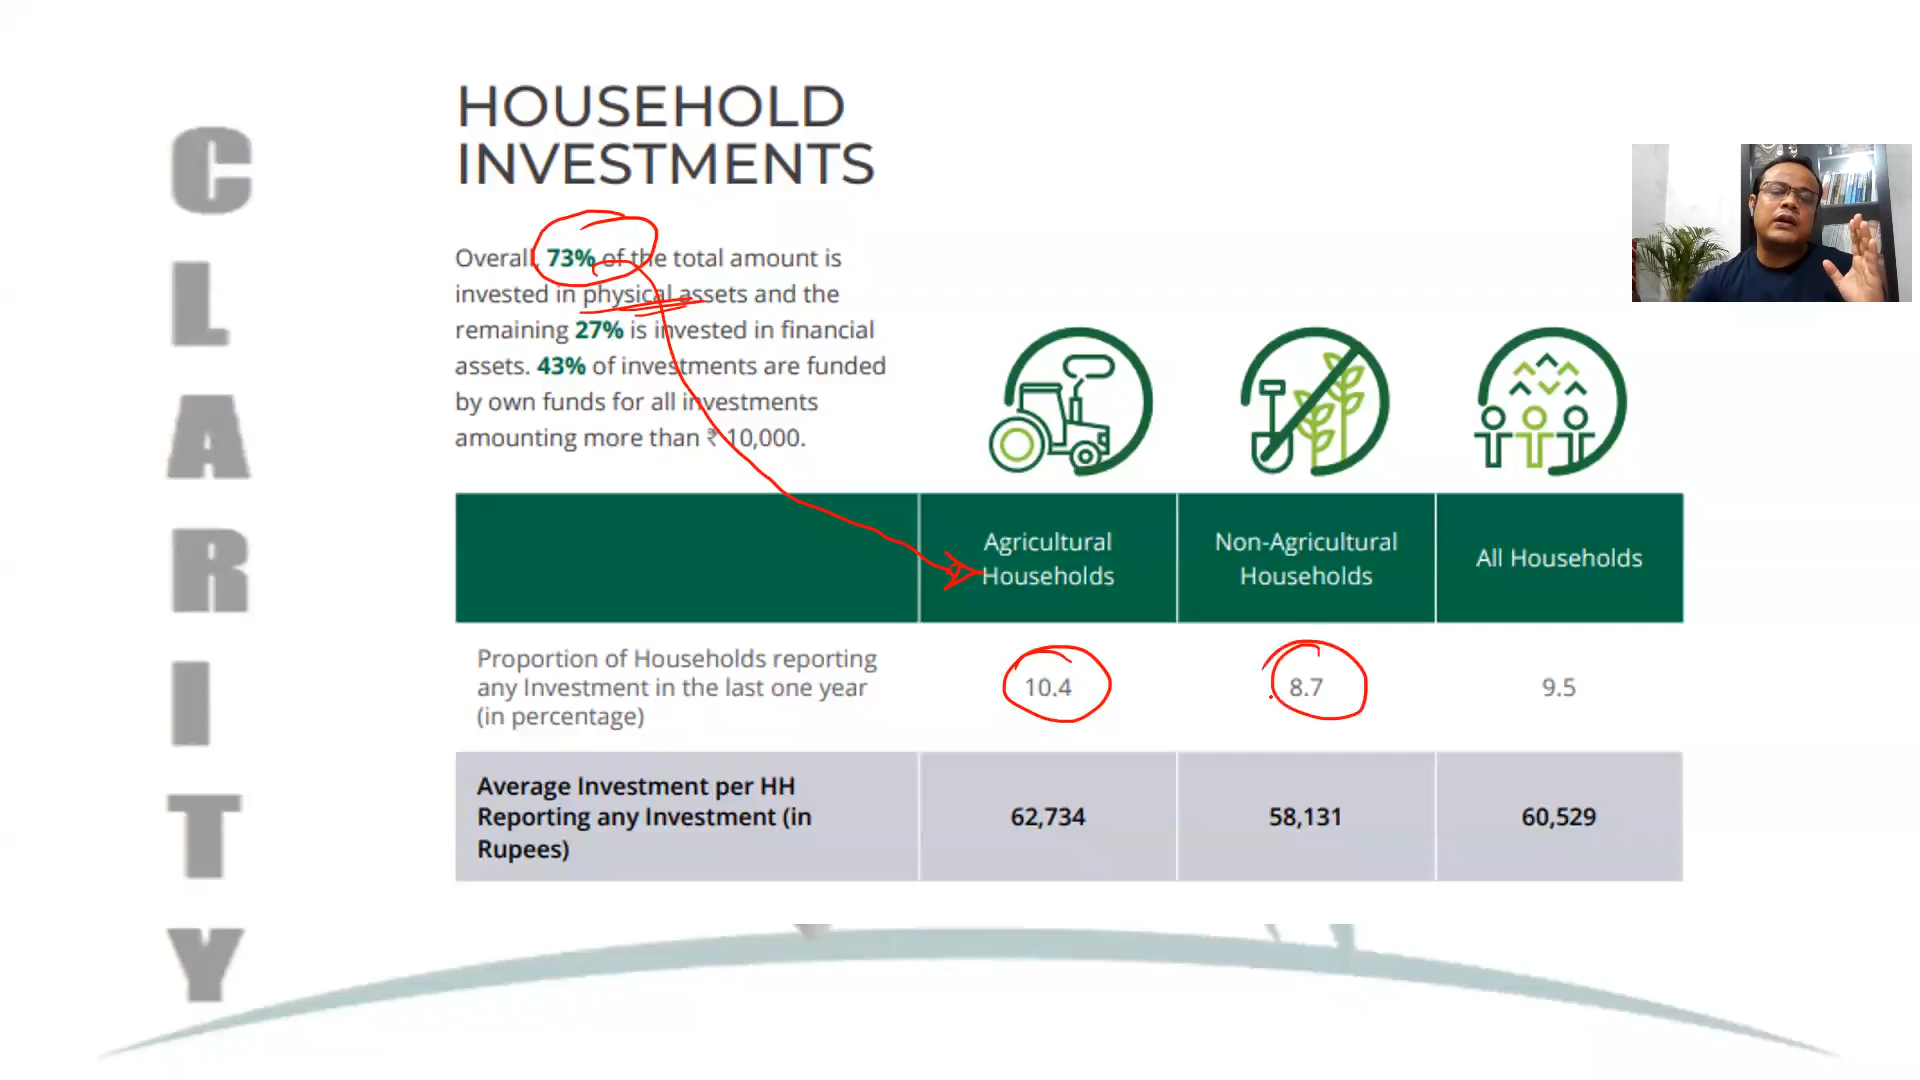 CLARITY
HOUSEHOLD
INVESTMENTS
Overall, 73% of the total amount is
invested in physical assets and the
remaining 27% is invested in financial
assets. 43% of investments are funded
by own funds for all investments
amounting more than ₹ 10,000.
Agricultural
Households
Non-Agricultural
Households
All Households
Proportion of Households reporting
any Investment in the last one year
(in percentage)
10.4
8.7
9.5
Average Investment per HH
Reporting any Investment (in
Rupees)
62,734
58,131
60,529